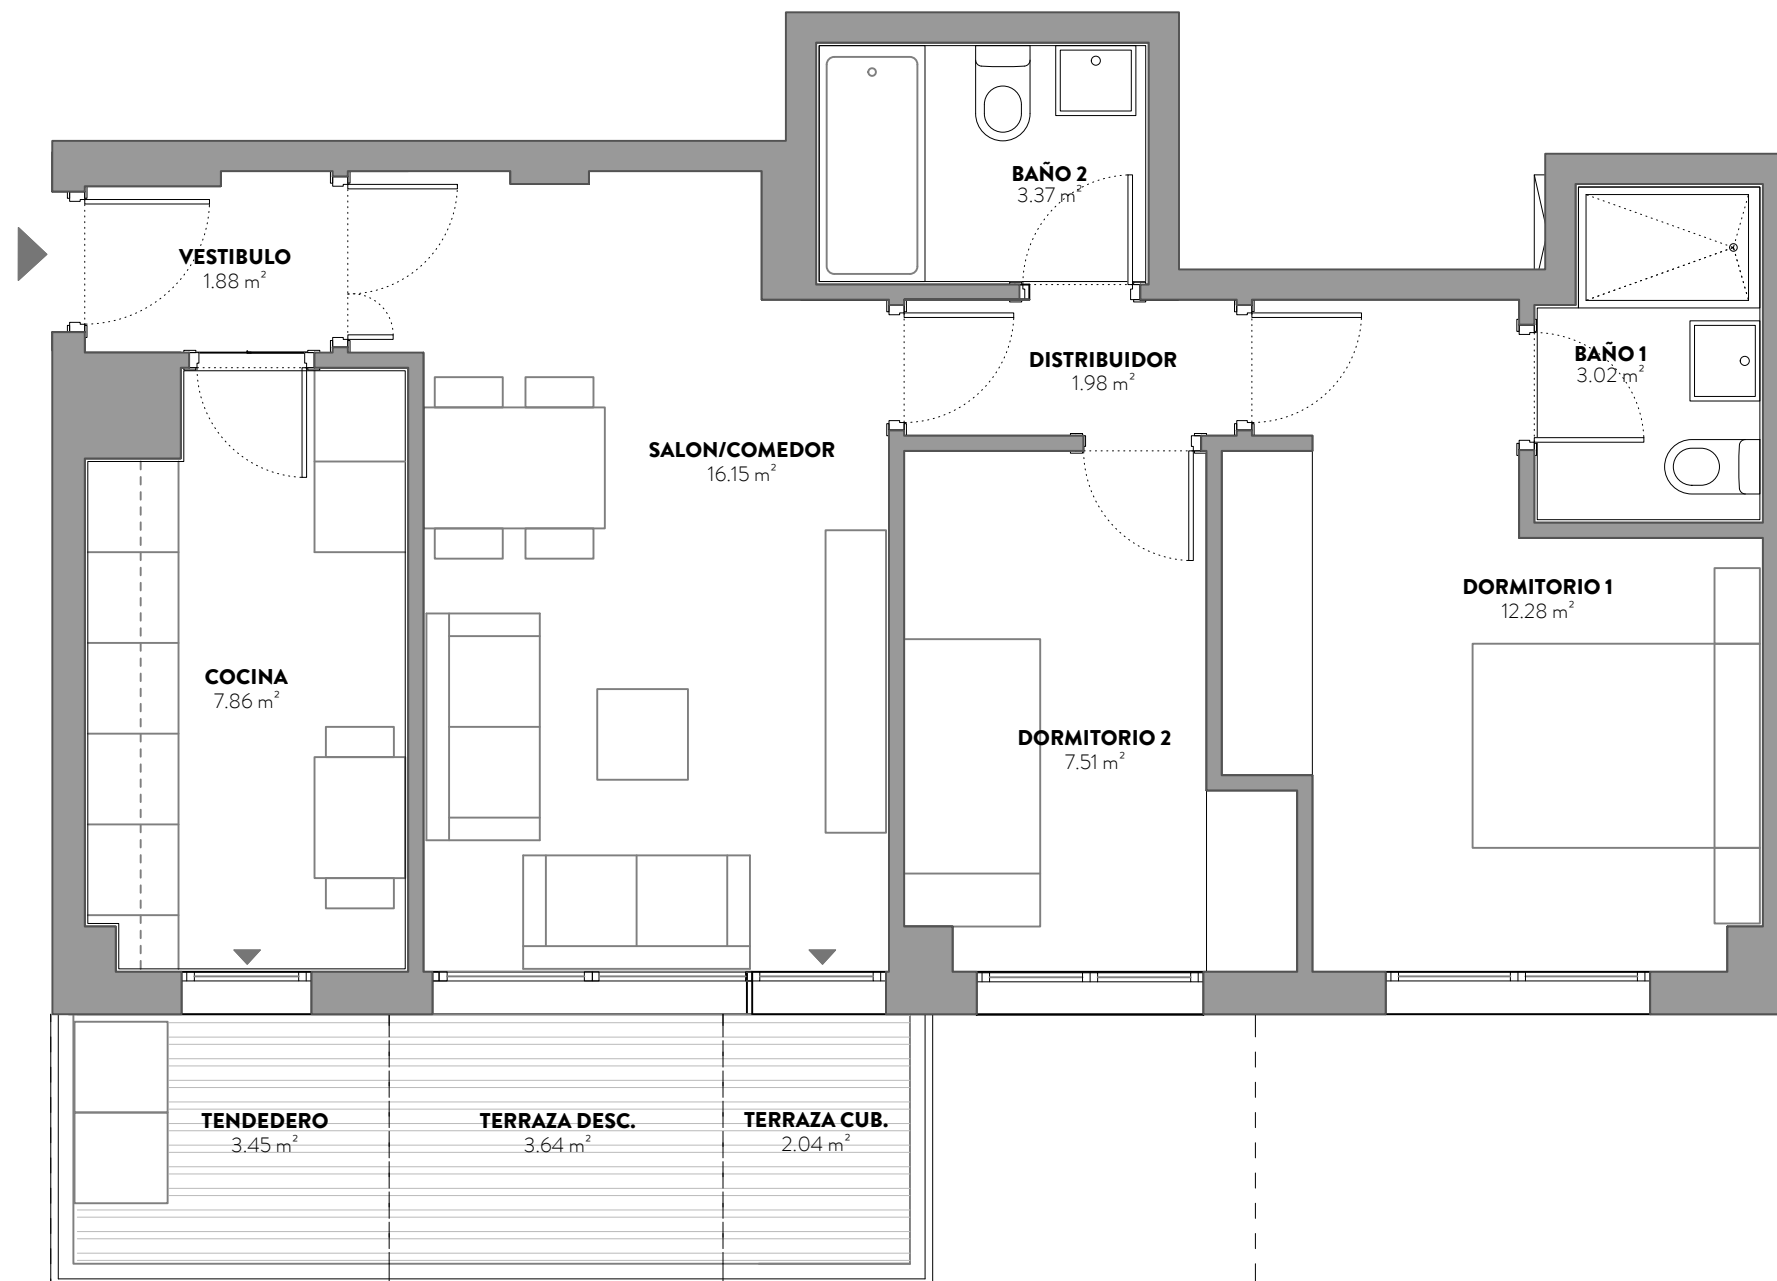 BAÑO 2
3.37 m²
VESTIBULO
1.88 m²
DISTRIBUIDOR
1.98 m²
BAÑO 1
3.02 m²
SALON/COMEDOR
16.15 m²
DORMITORIO 1
12.28 m²
COCINA
7.86 m²
DORMITORIO 2
7.51 m²
TENDEDERO
3.45 m²
TERRAZA DESC.
3.64 m²
TERRAZA CUB.
2.04 m²